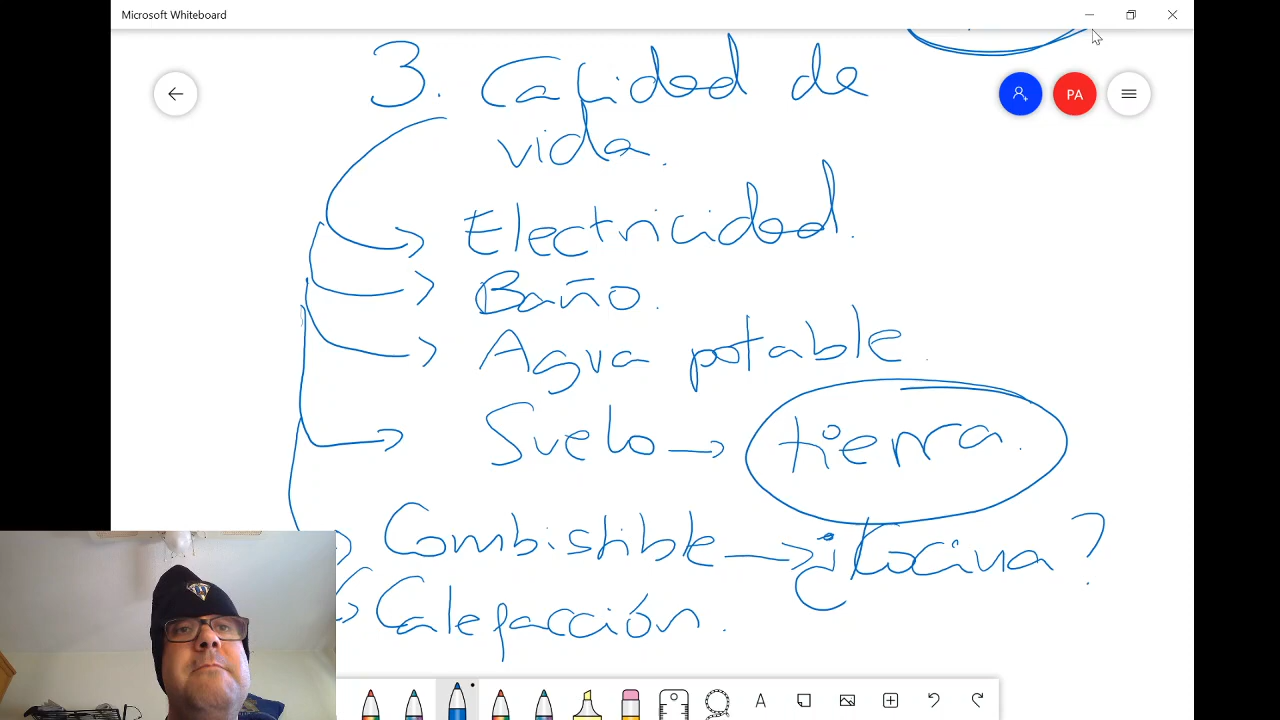 Microsoft Whiteboard
PA
3. Calidad de
vida.
Electricidad.
Baño.
Agua potable.
Suelo → tierra.
Combistible → ¿Cocina?
Calefacción.
A